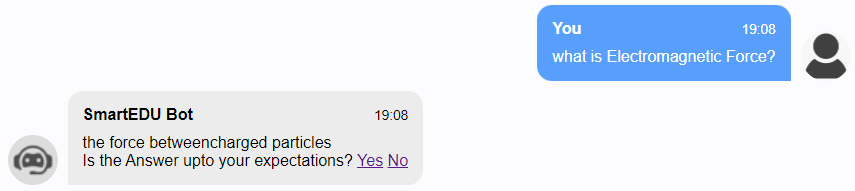 You 19:08
what is Electromagnetic Force?
SmartEDU Bot 19:08
the force betweencharged particles
Is the Answer upto your expectations? Yes No